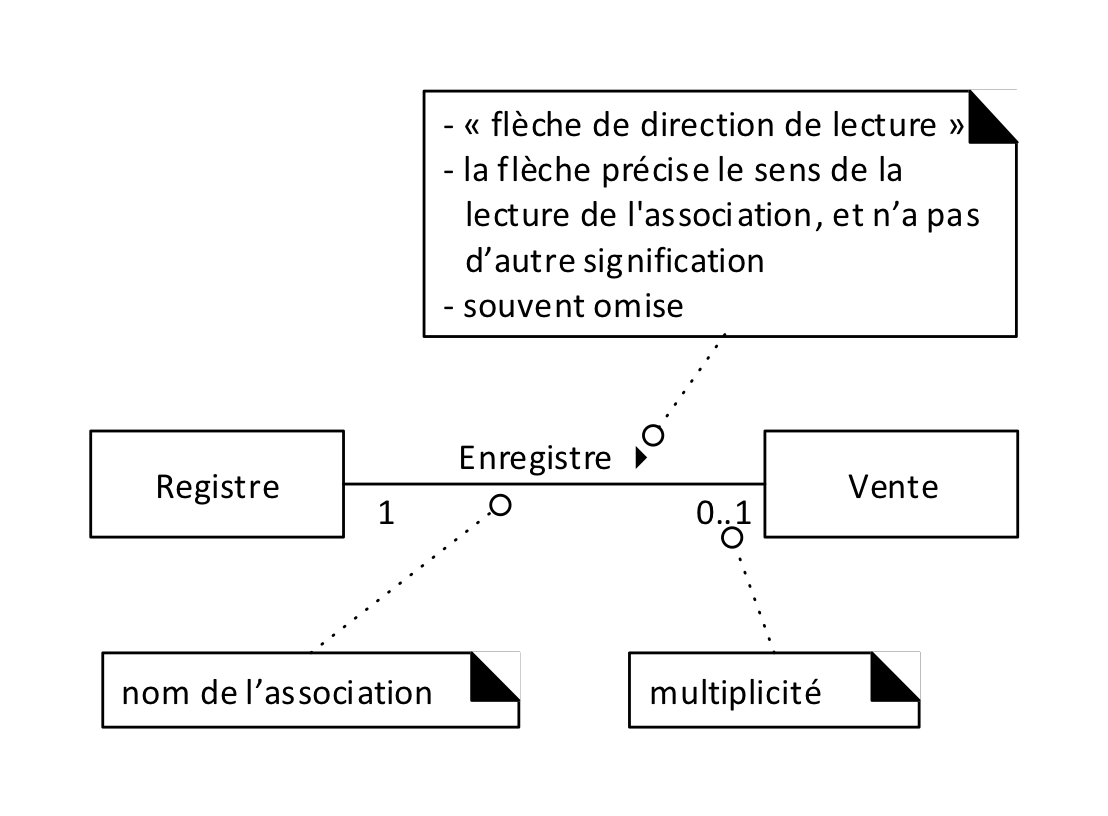 - « flèche de direction de lecture »
- la flèche précise le sens de la
lecture de l'association, et n’a pas
d’autre signification
- souvent omise
Enregistre
Registre
Vente
1
0..1
nom de l’association
multiplicité